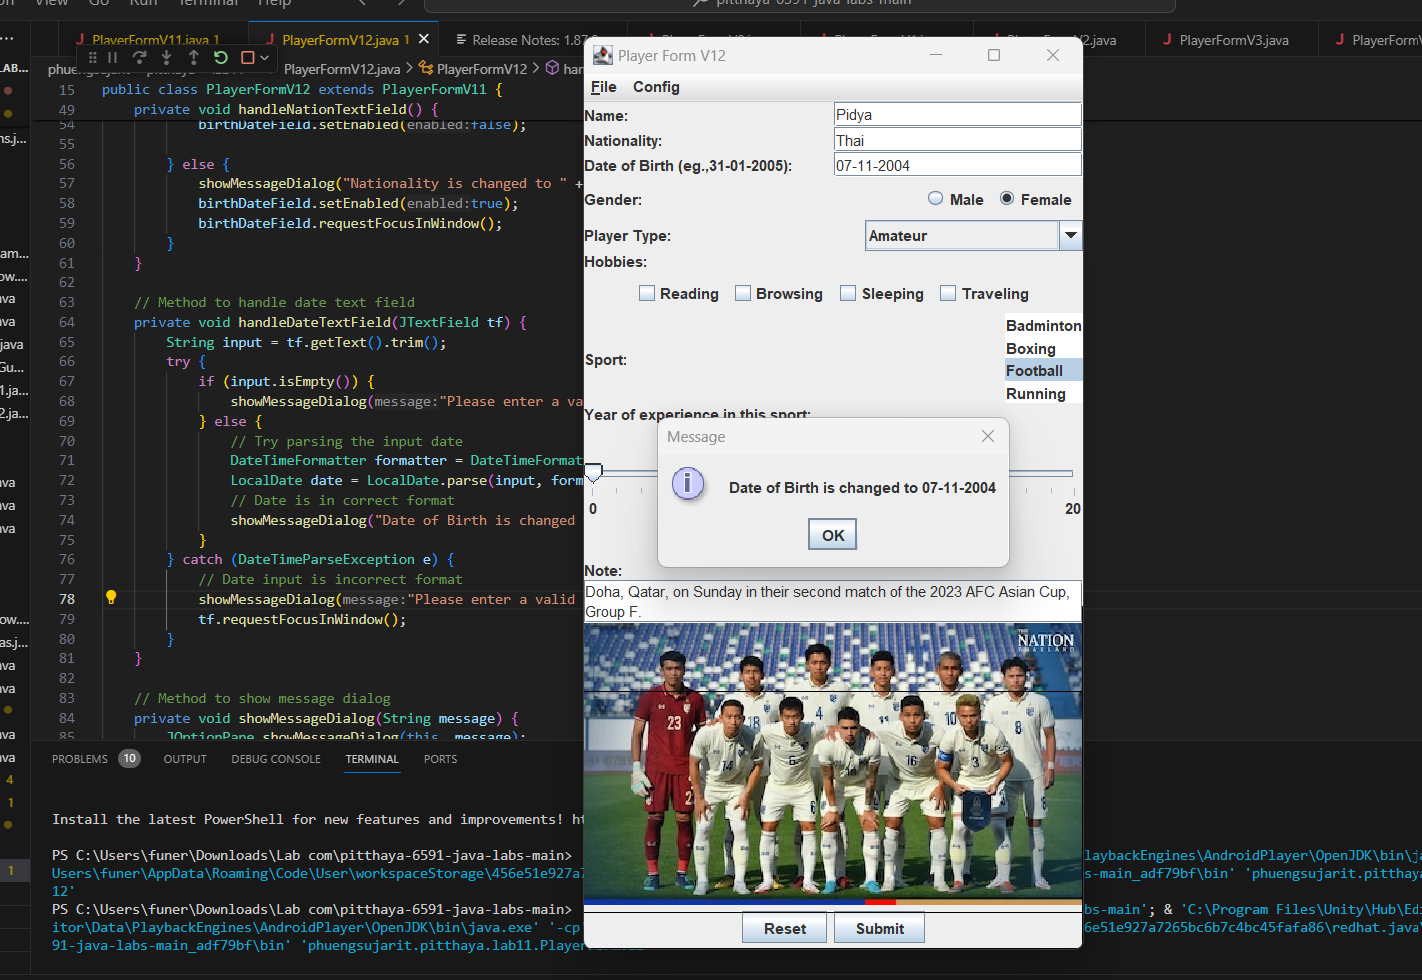 View Go Run Terminal Help
pitthaya-6591-java-labs-main
PlayerFormV11.java 1
PlayerFormV12.java 1
Release Notes: 1.87.
PlayerFormV3.java
PlayerForm
PlayerFormV12.java > PlayerFormV12 >
15 public class PlayerFormV12 extends PlayerFormV11 {
49 private void handleNationTextField() {
54 birthDateField.setEnabled(enabled:false);
55
56 } else {
57 showMessageDialog("Nationality is changed to " +
58 birthDateField.setEnabled(enabled:true);
59 birthDateField.requestFocusInWindow();
60 }
61 }
62
63 // Method to handle date text field
64 private void handleDateTextField(JTextField tf) {
65 String input = tf.getText().trim();
66 try {
67 if (input.isEmpty()) {
68 showMessageDialog(message:"Please enter a va
69 } else {
70 // Try parsing the input date
71 DateTimeFormatter formatter = DateTimeFormat
72 LocalDate date = LocalDate.parse(input, form
73 // Date is in correct format
74 showMessageDialog("Date of Birth is changed
75 }
76 } catch (DateTimeParseException e) {
77 // Date input is incorrect format
78 showMessageDialog(message:"Please enter a valid
79 tf.requestFocusInWindow();
80 }
81 }
82
83 // Method to show message dialog
84 private void showMessageDialog(String message) {
85 JOptionPane.showMessageDialog(this, message);
PROBLEMS 10 OUTPUT DEBUG CONSOLE TERMINAL PORTS
Install the latest PowerShell for new features and improvements!
PS C:\Users\funer\Downloads\Lab com\pitthaya-6591-java-labs-main>
laybackEngines\AndroidPlayer\OpenJDK\bin\ja
Users\funer\AppData\Roaming\Code\User\workspaceStorage\456e51e927a7
s-main_adf79bf\bin' 'phuengsujarit.pitthaya
12'
PS C:\Users\funer\Downloads\Lab com\pitthaya-6591-java-labs-main>
bs-main'; & 'C:\Program Files\Unity\Hub\Ed
itor\Data\PlaybackEngines\AndroidPlayer\OpenJDK\bin\java.exe' '-cp'
6e51e927a7265bc6b7c4bc45fafa86\redhat.java\
91-java-labs-main_adf79bf\bin' 'phuengsujarit.pitthaya.lab11.Player
Player Form V12
File Config
Name: Pidya
Nationality: Thai
Date of Birth (eg.,31-01-2005): 07-11-2004
Gender: Male Female
Player Type: Amateur
Hobbies:
Reading Browsing Sleeping Traveling
Sport:
Badminton
Boxing
Football
Running
Year of experience in this sport:
0 20
Message
Date of Birth is changed to 07-11-2004
OK
Note:
Doha, Qatar, on Sunday in their second match of the 2023 AFC Asian Cup,
Group F.
THE
NATION
THAILAND
23 18 4 11 10 8
14 6 16 3
Reset Submit